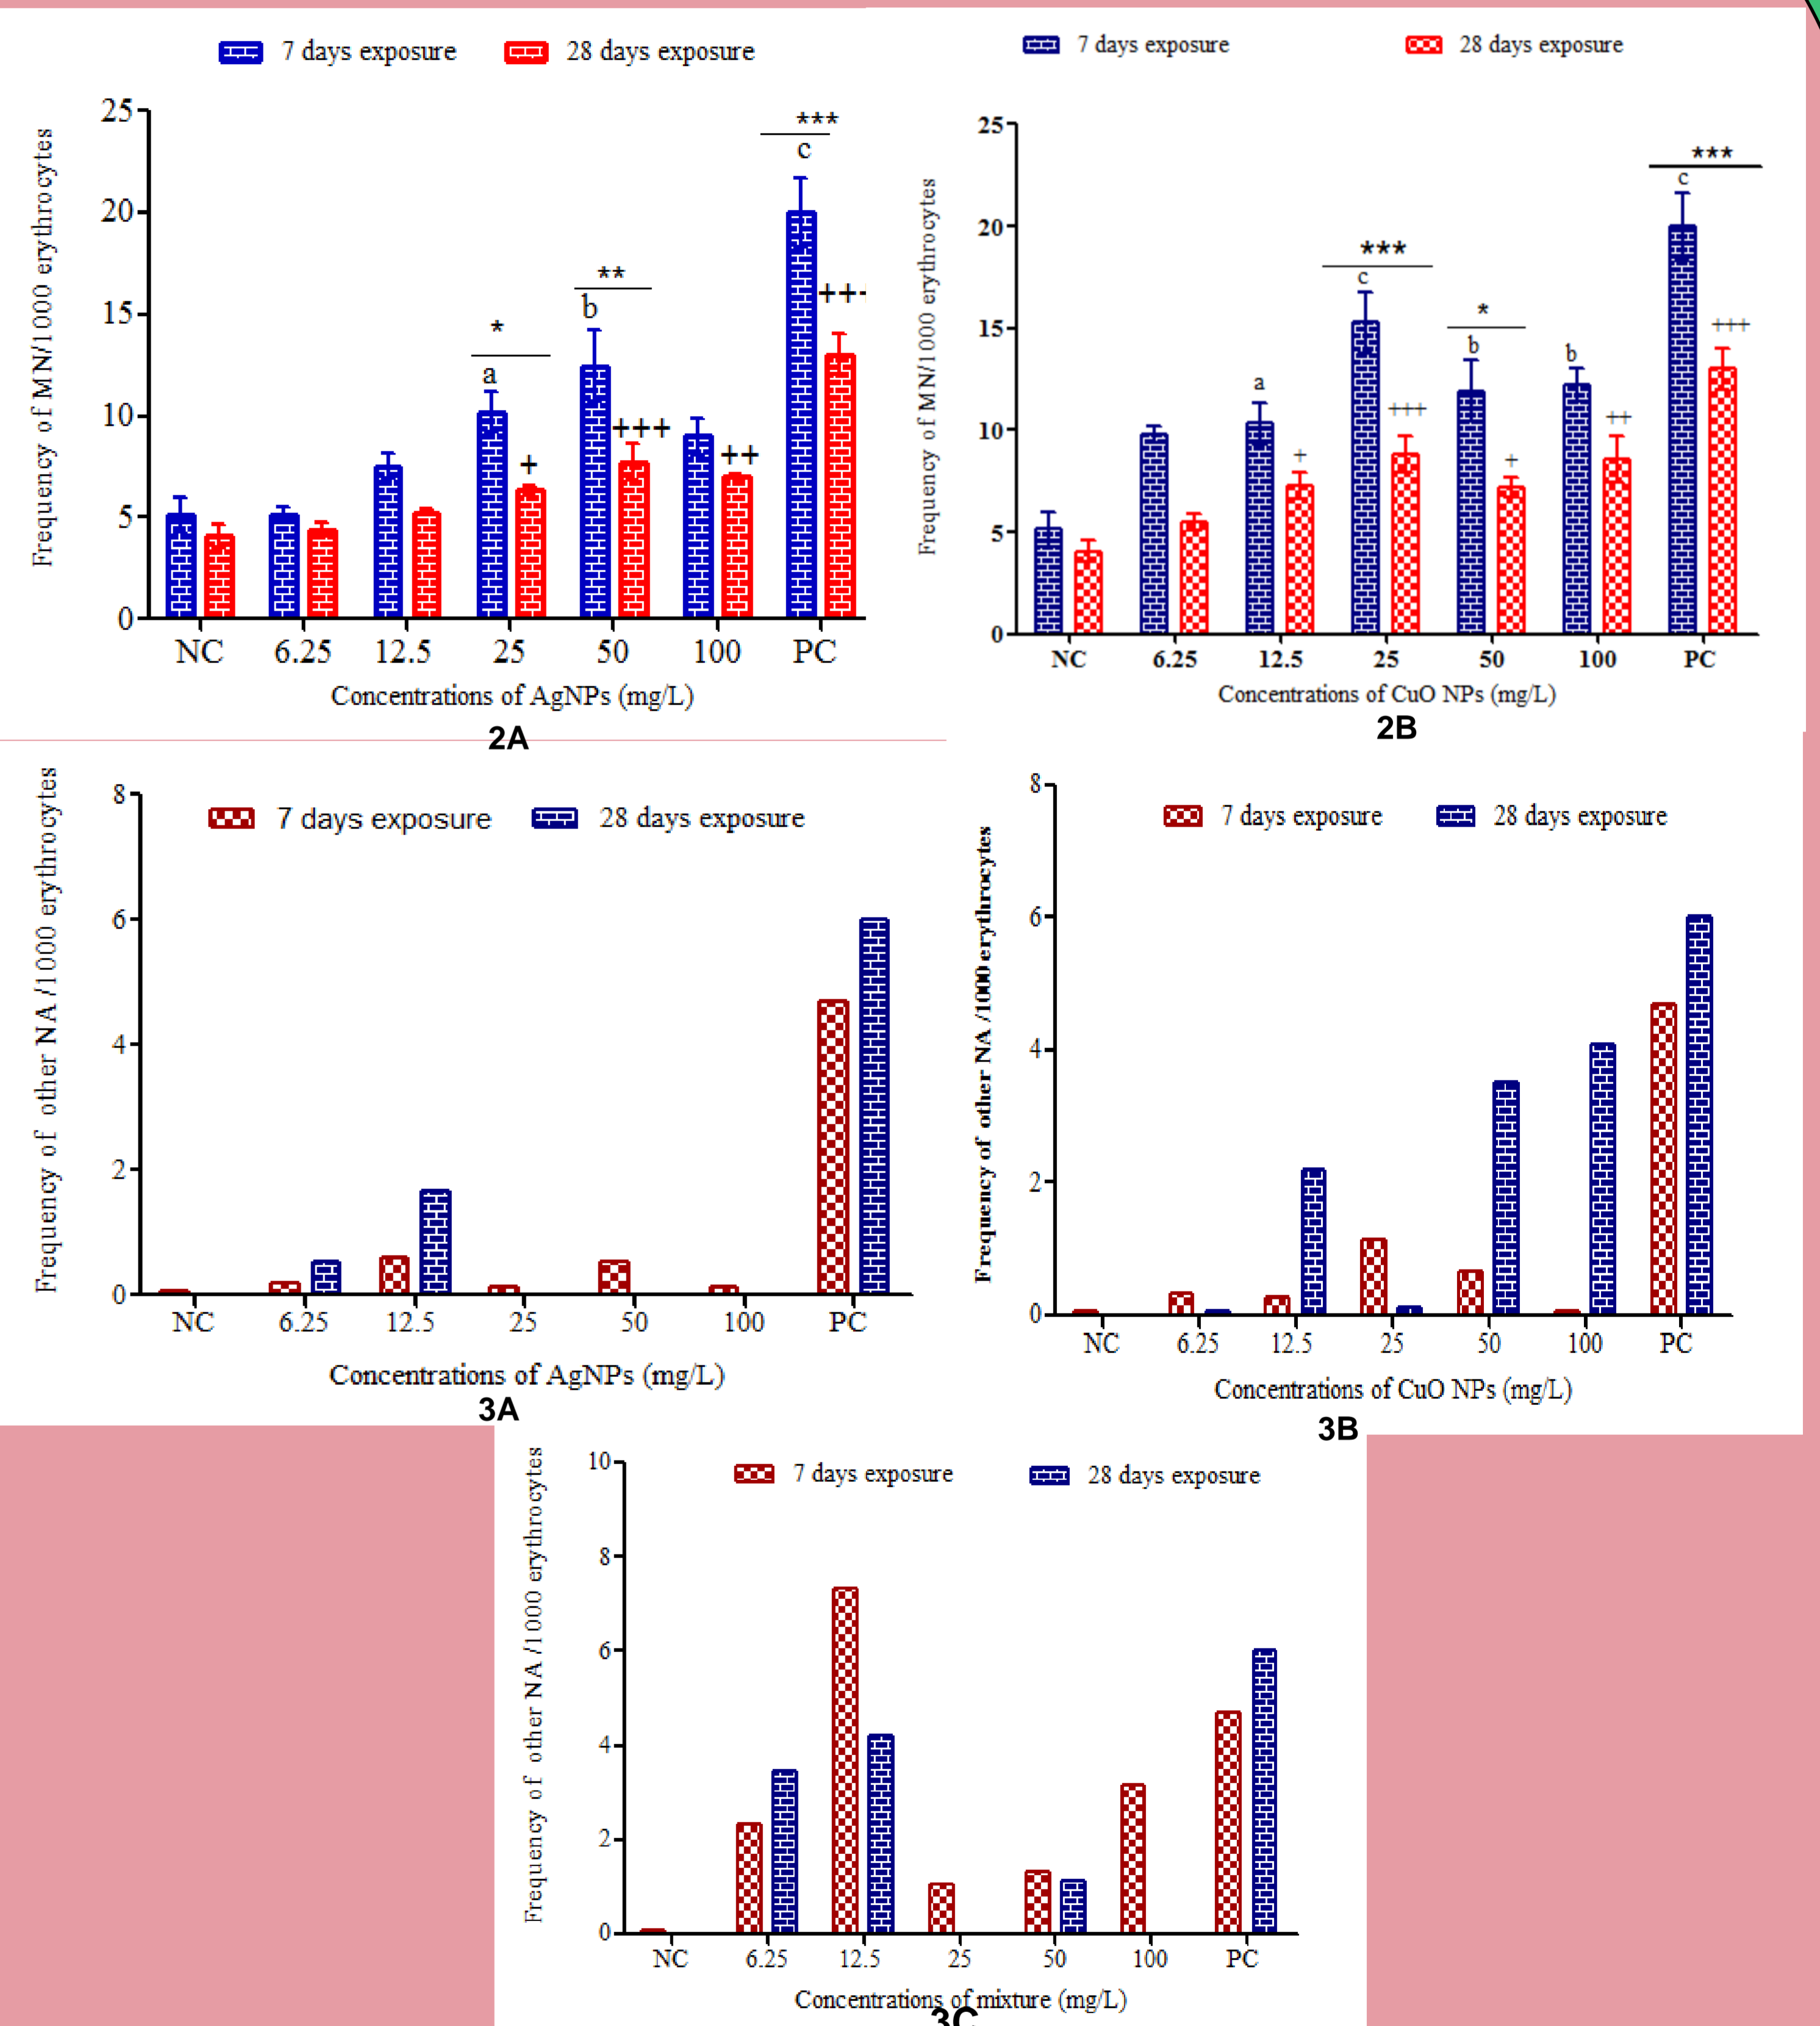 7 days exposure 28 days exposure
Frequency of MN/1000 erythrocytes
25
20
15
10
5
0
a
*
+
b
**
+++
++
c
***
++
NC 6.25 12.5 25 50 100 PC
Concentrations of AgNPs (mg/L)
2A
7 days exposure 28 days exposure
Frequency of MN/1000 erythrocytes
25
20
15
10
5
0
a
+
***
c
+++
*
b
+
b
++
***
c
+++
NC 6.25 12.5 25 50 100 PC
Concentrations of CuO NPs (mg/L)
2B
7 days exposure 28 days exposure
Frequency of other NA /1000 erythrocytes
8
6
4
2
0
NC 6.25 12.5 25 50 100 PC
Concentrations of AgNPs (mg/L)
3A
7 days exposure 28 days exposure
Frequency of other NA /1000 erythrocytes
8
6
4
2
0
NC 6.25 12.5 25 50 100 PC
Concentrations of CuO NPs (mg/L)
3B
7 days exposure 28 days exposure
Frequency of other NA /1000 erythrocytes
10
8
6
4
2
0
NC 6.25 12.5 25 50 100 PC
Concentrations of mixture (mg/L)
3C